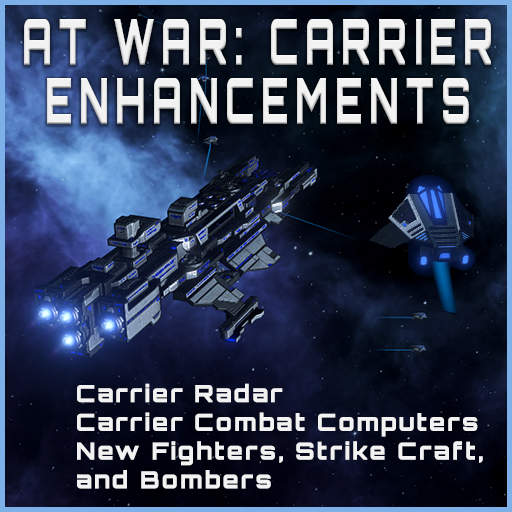 AT WAR: CARRIER
ENHANCEMENTS
Carrier Radar
Carrier Combat Computers
New Fighters, Strike Craft,
and Bombers